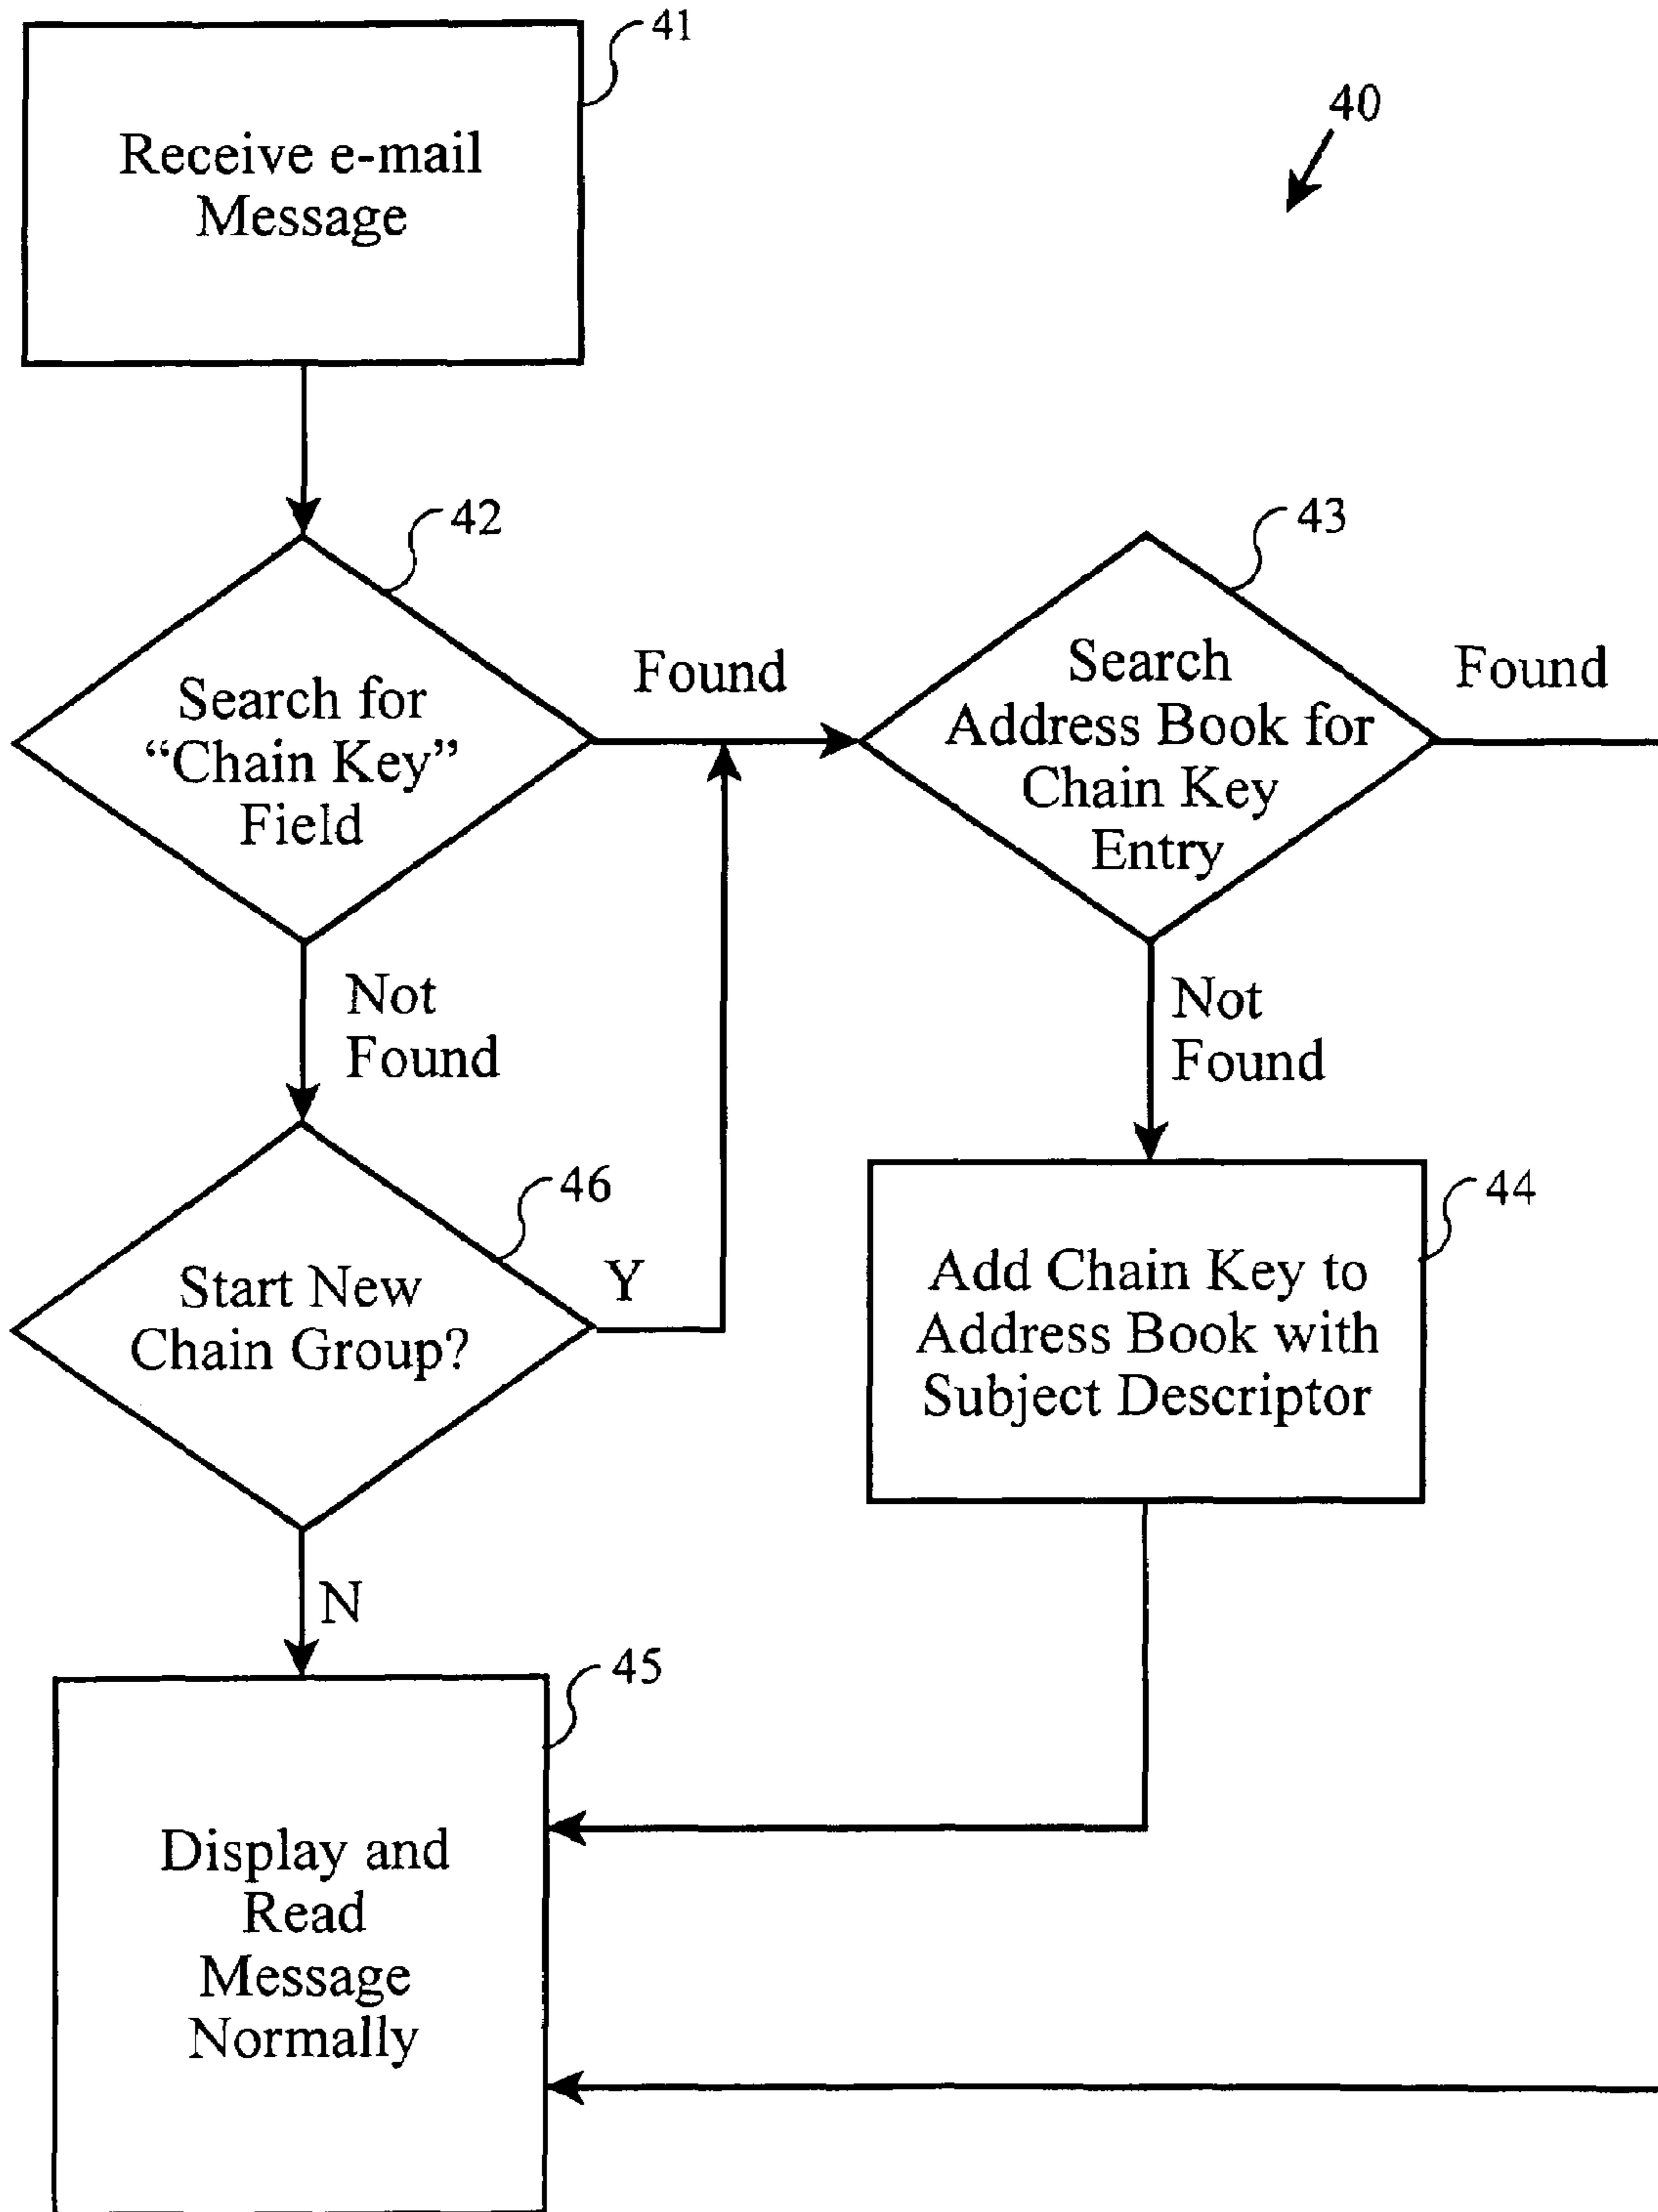 41
Receive e-mail
Message
40
42
Search for
“Chain Key”
Field
Found
43
Search
Address Book for
Chain Key
Entry
Found
Not
Found
Not
Found
46
Start New
Chain Group?
Y
44
Add Chain Key to
Address Book with
Subject Descriptor
N
45
Display and
Read
Message
Normally